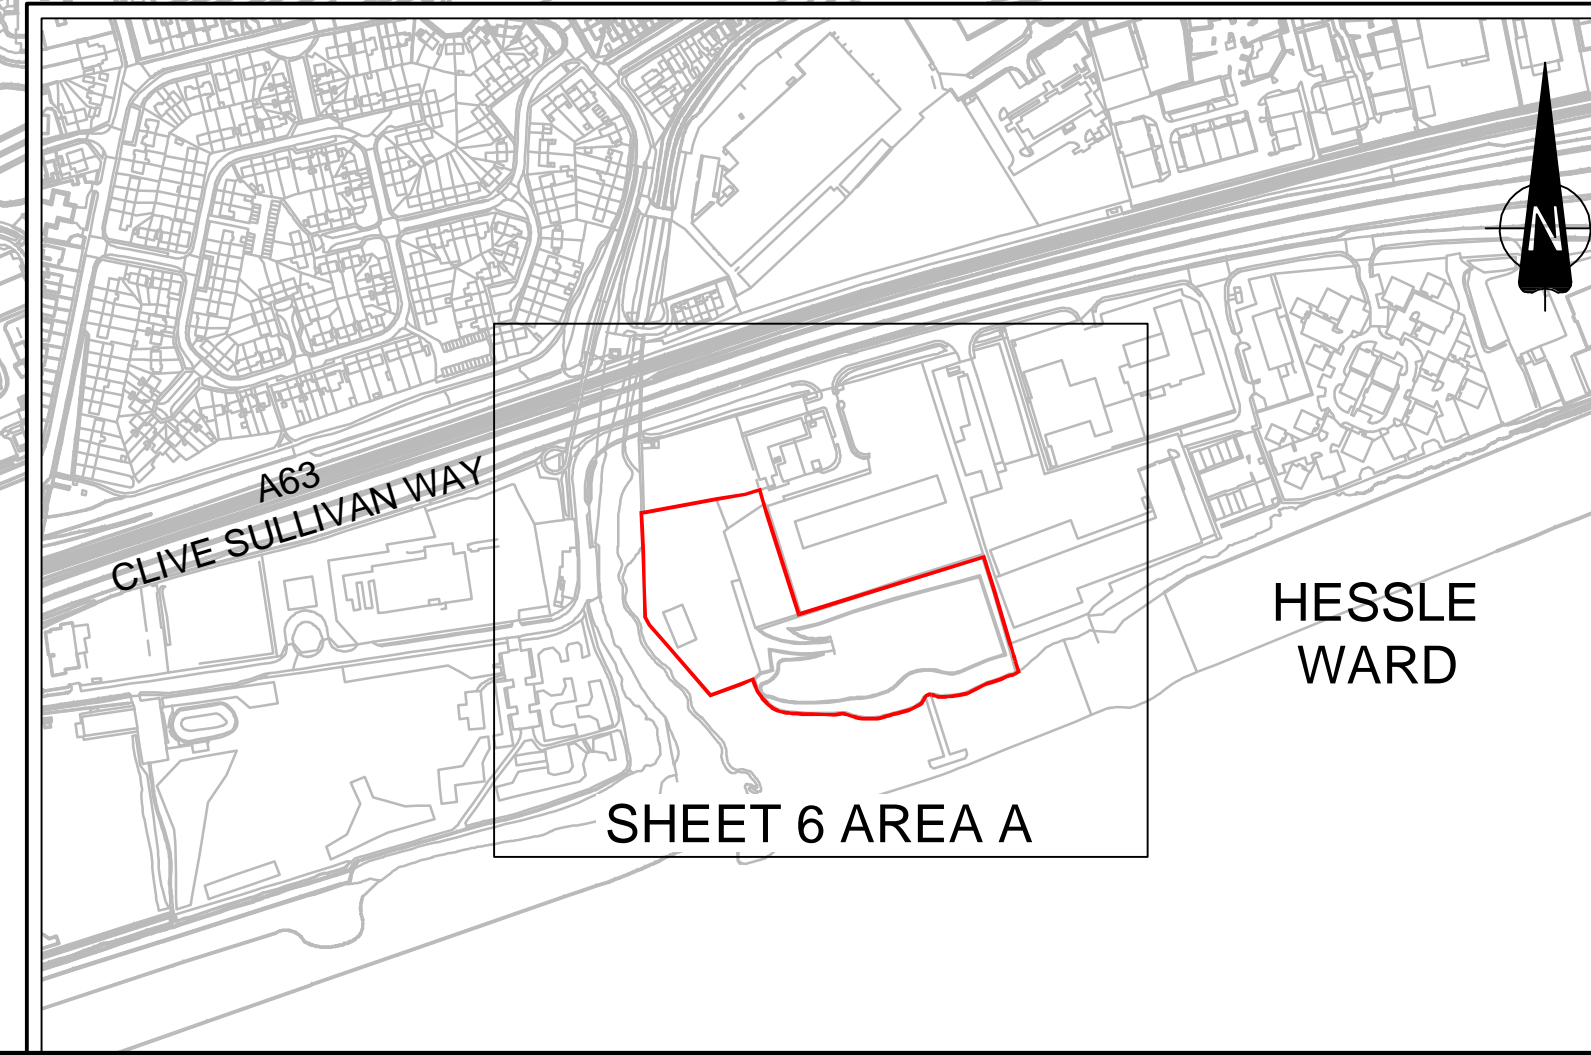 N
A63
CLIVE SULLIVAN WAY
HESSLE
WARD
SHEET 6 AREA A